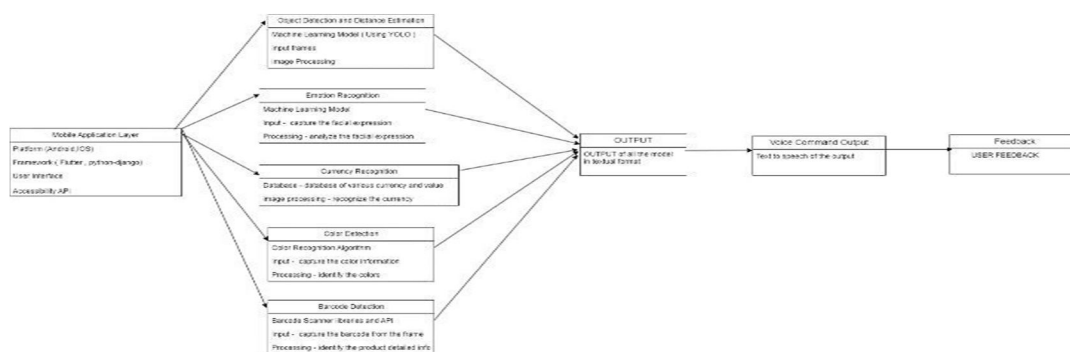 Mobile Application Layer
Platform (Android,IOS)
Framework ( Flutter , python-django)
User Interface
Accessibility API
Object Detection and Distance Estimation
Machine Learning Model ( Using YOLO )
Input frames
Image Processing
Emotion Recognition
Machine Learning Model
Input - capture the facial-expression
Processing - analyze the facial-expression
Currency Recognition
Database - database of various currency and value
Image processing - recognize the currency
Color Detection
Color Recognition Algorithm
Input - capture the color information
Processing - identify the colors
Barcode Detection
Barcode Scanner libraries and API
Input - capture the barcode from the frame
Processing - identify the product detailed info
OUTPUT
OUTPUT of all the model
in textual format
Voice Command Output
Text to speech of the output
Feedback
USER FEEDBACK